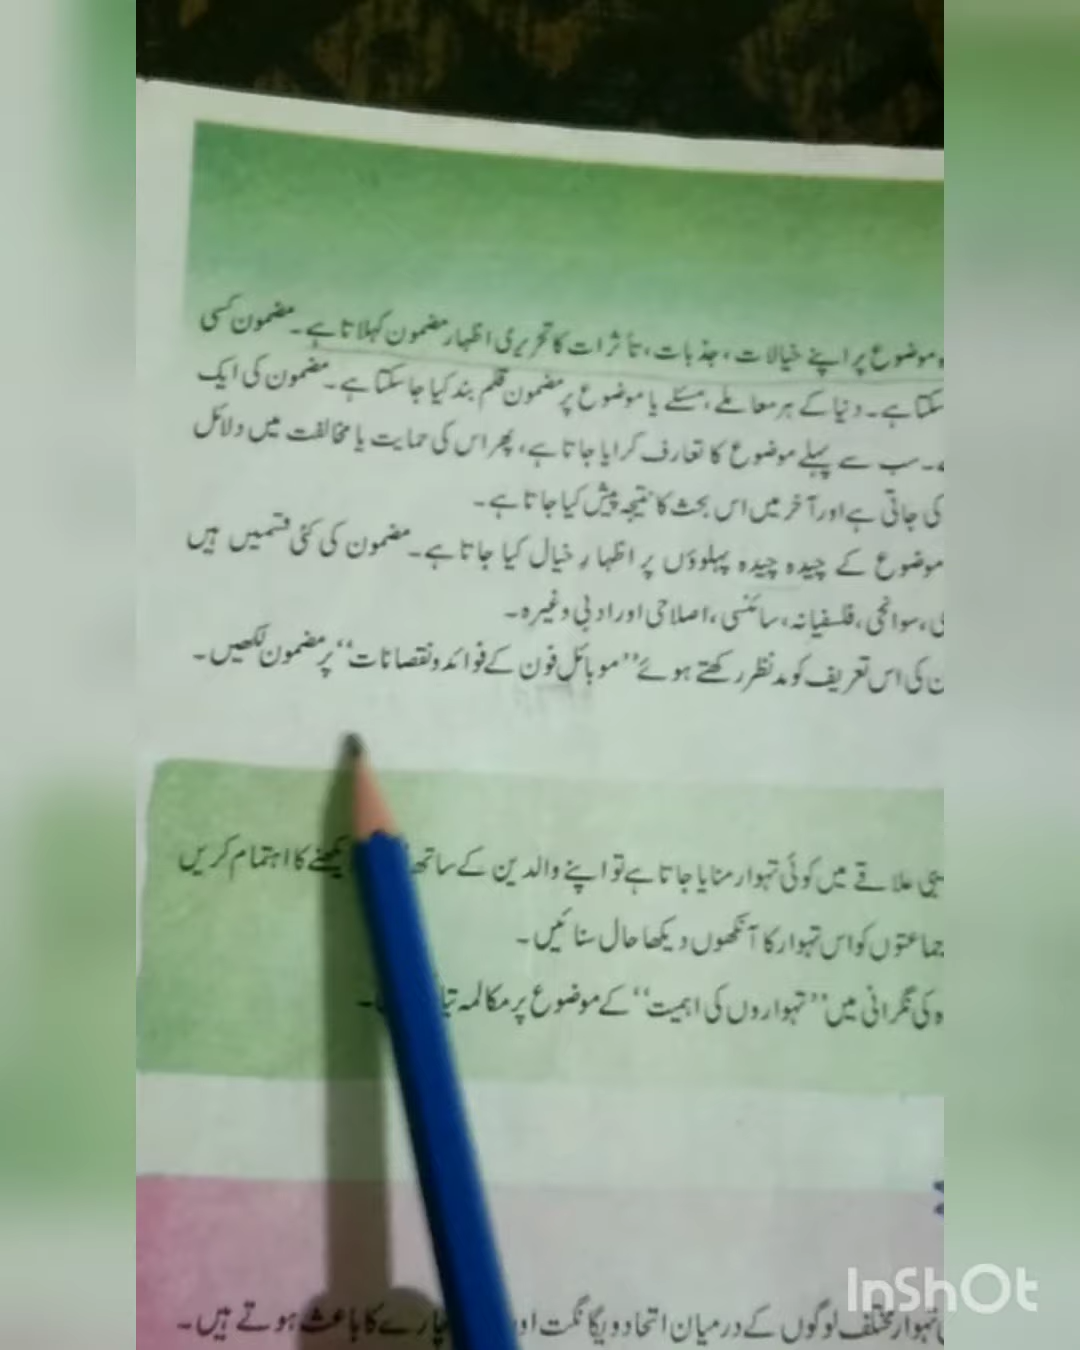 موضوع پر اپنے خیالات، جذبات، تأثرات کا تحریری اظہار مضمون کہلاتا ہے۔ مضمون کسی
سکتا ہے۔ دنیا کے ہر معاملے، مسئلے یا موضوع پر مضمون قلم بند کیا جا سکتا ہے۔ مضمون کی ایک
۔ سب سے پہلے موضوع کا تعارف کرایا جاتا ہے، پھر اس کی حمایت یا مخالفت میں دلائل
کی جاتی ہے اور آخر میں اس بحث کا نتیجہ پیش کیا جاتا ہے۔
موضوع کے چیدہ چیدہ پہلوؤں پر اظہارِ خیال کیا جاتا ہے۔ مضمون کی کئی قسمیں ہیں
، سوانحی، فلسفیانہ، سائنسی، اصلاحی اور ادبی وغیرہ۔
کی اس تعریف کو مدنظر رکھتے ہوئے ’’موبائل فون کے فوائد و نقصانات‘‘ پر مضمون لکھیں۔
علاقے میں کوئی تہوار منایا جاتا ہے تو اپنے والدین کے ساتھ کا اہتمام کریں
جماعتوں کو اس تہوار کا آنکھوں دیکھا حال سنائیں۔
کی نگرانی میں ’’تہواروں کی اہمیت‘‘ کے موضوع پر مکالمہ
تہوار مختلف لوگوں کے درمیان اتحاد و یگانگت کا باعث ہوتے ہیں۔
InShOt